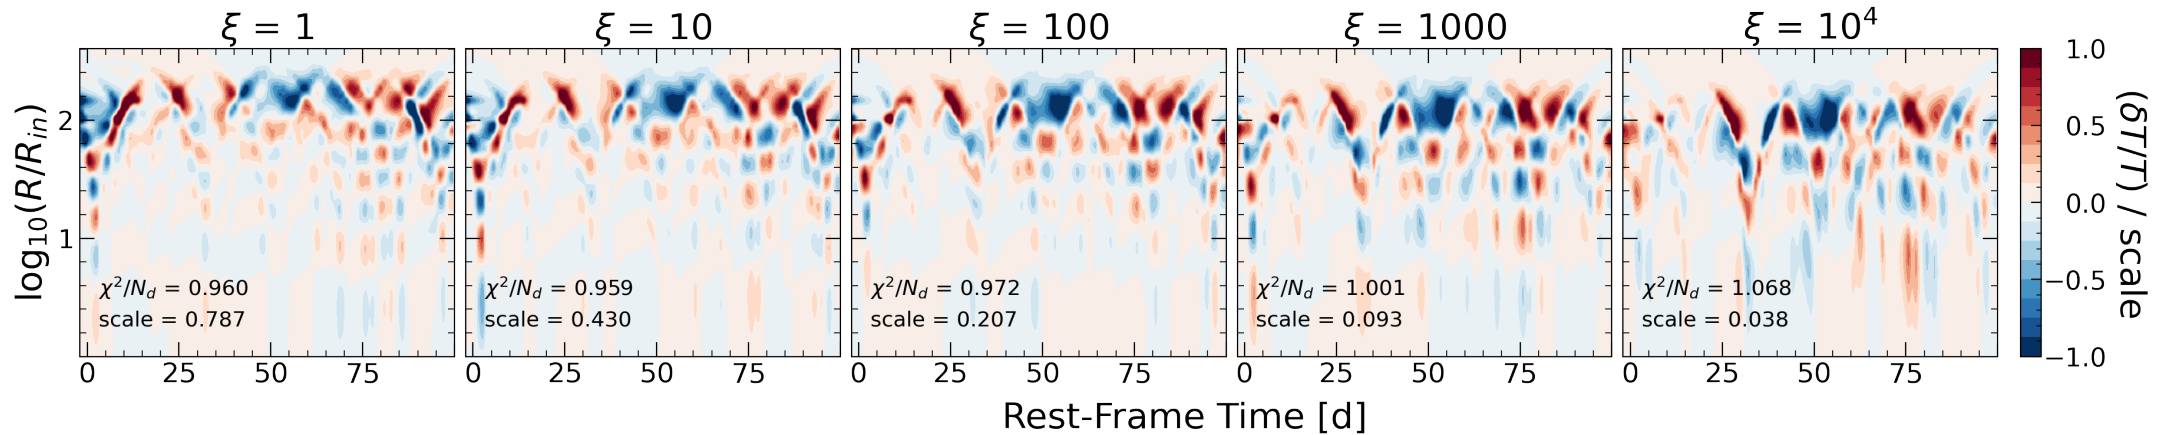 ξ = 1
ξ = 10
ξ = 100
ξ = 1000
ξ = 10⁴
log₁₀(R/Rᵢₙ)
2
1
χ²/N_d = 0.960
scale = 0.787
χ²/N_d = 0.959
scale = 0.430
χ²/N_d = 0.972
scale = 0.207
χ²/N_d = 1.001
scale = 0.093
χ²/N_d = 1.068
scale = 0.038
0 25 50 75
0 25 50 75
0 25 50 75
0 25 50 75
0 25 50 75
Rest-Frame Time [d]
1.0
0.5
0.0
−0.5
−1.0
(δT/T) / scale